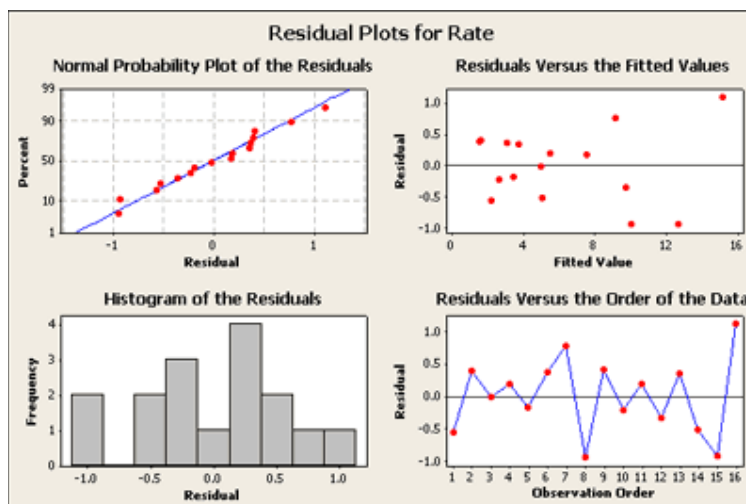 Residual Plots for Rate
Normal Probability Plot of the Residuals
99
90
50
10
1
Percent
-1 0 1
Residual
Residuals Versus the Fitted Values
1.0
0.5
0.0
-0.5
-1.0
Residual
0 4 8 12 16
Fitted Value
Histogram of the Residuals
4
3
2
1
0
Frequency
-1.0 -0.5 0.0 0.5 1.0
Residual
Residuals Versus the Order of the Data
1.0
0.5
0.0
-0.5
-1.0
Residual
1 2 3 4 5 6 7 8 9 10 11 12 13 14 15 16
Observation Order